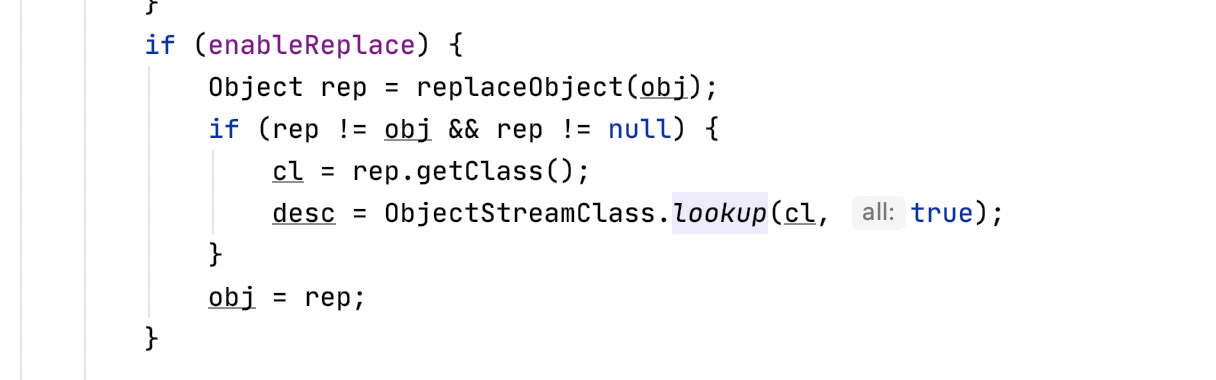 }
if (enableReplace) {
Object rep = replaceObject(obj);
if (rep != obj && rep != null) {
cl = rep.getClass();
desc = ObjectStreamClass.lookup(cl, all: true);
}
obj = rep;
}